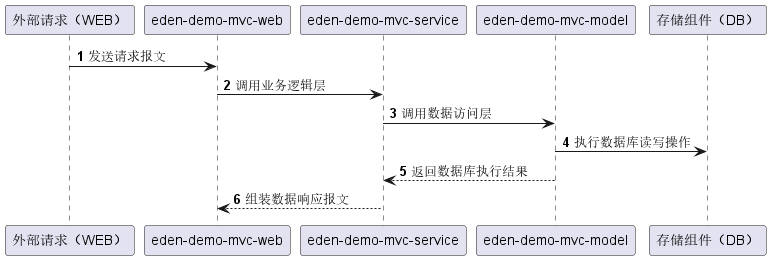 外部请求（WEB）
eden-demo-mvc-web
eden-demo-mvc-service
eden-demo-mvc-model
存储组件（DB）
1 发送请求报文
2 调用业务逻辑层
3 调用数据访问层
4 执行数据库读写操作
5 返回数据库执行结果
6 组装数据响应报文
外部请求（WEB）
eden-demo-mvc-web
eden-demo-mvc-service
eden-demo-mvc-model
存储组件（DB）